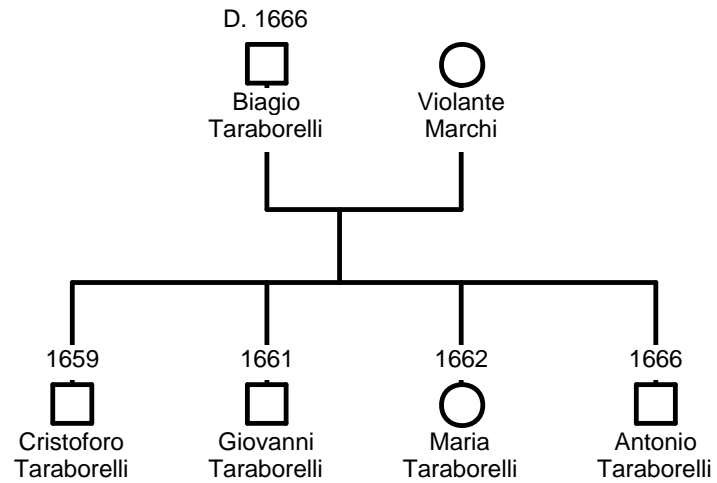 D. 1666
Biagio
Taraborelli
Violante
Marchi
1659
Cristoforo
Taraborelli
1661
Giovanni
Taraborelli
1662
Maria
Taraborelli
1666
Antonio
Taraborelli